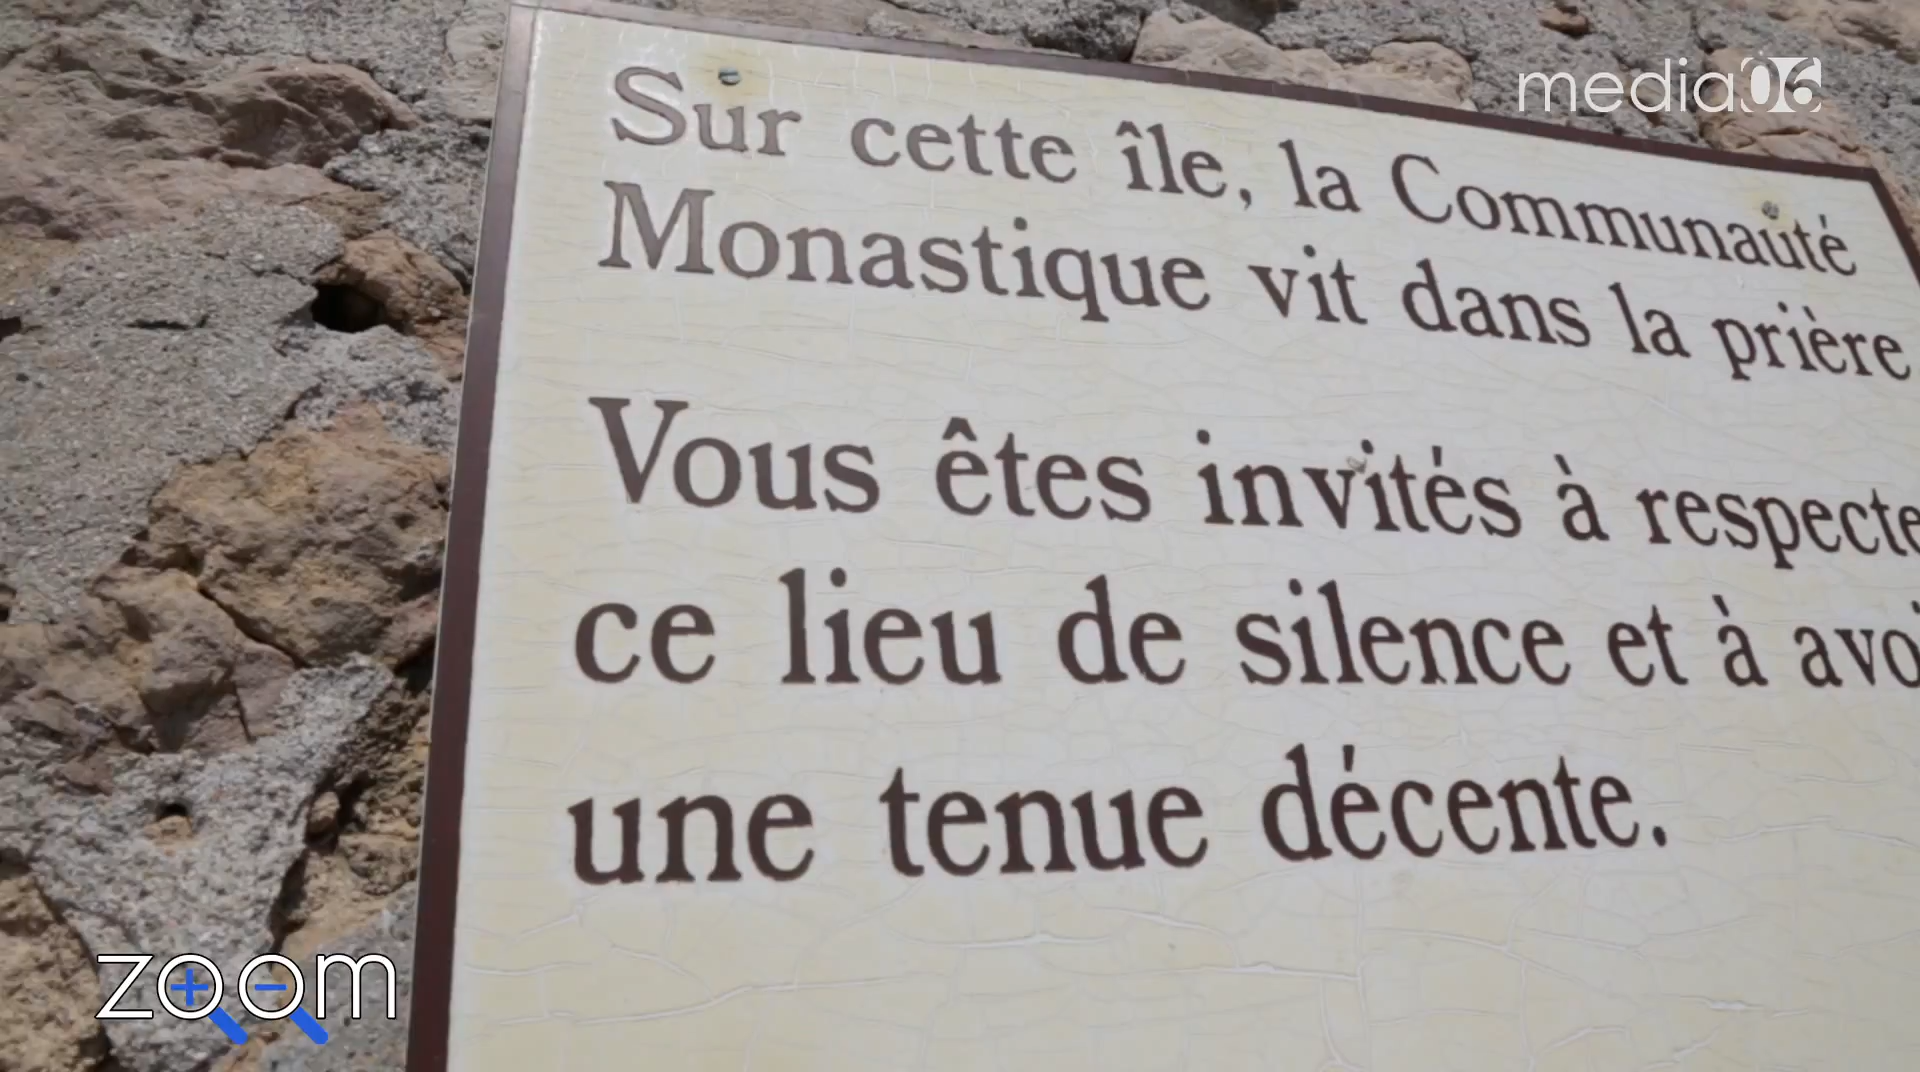 media06
Sur cette île, la Communauté
Monastique vit dans la prière
Vous êtes invités à respecte
ce lieu de silence et à avoi
une tenue décente.
zoom